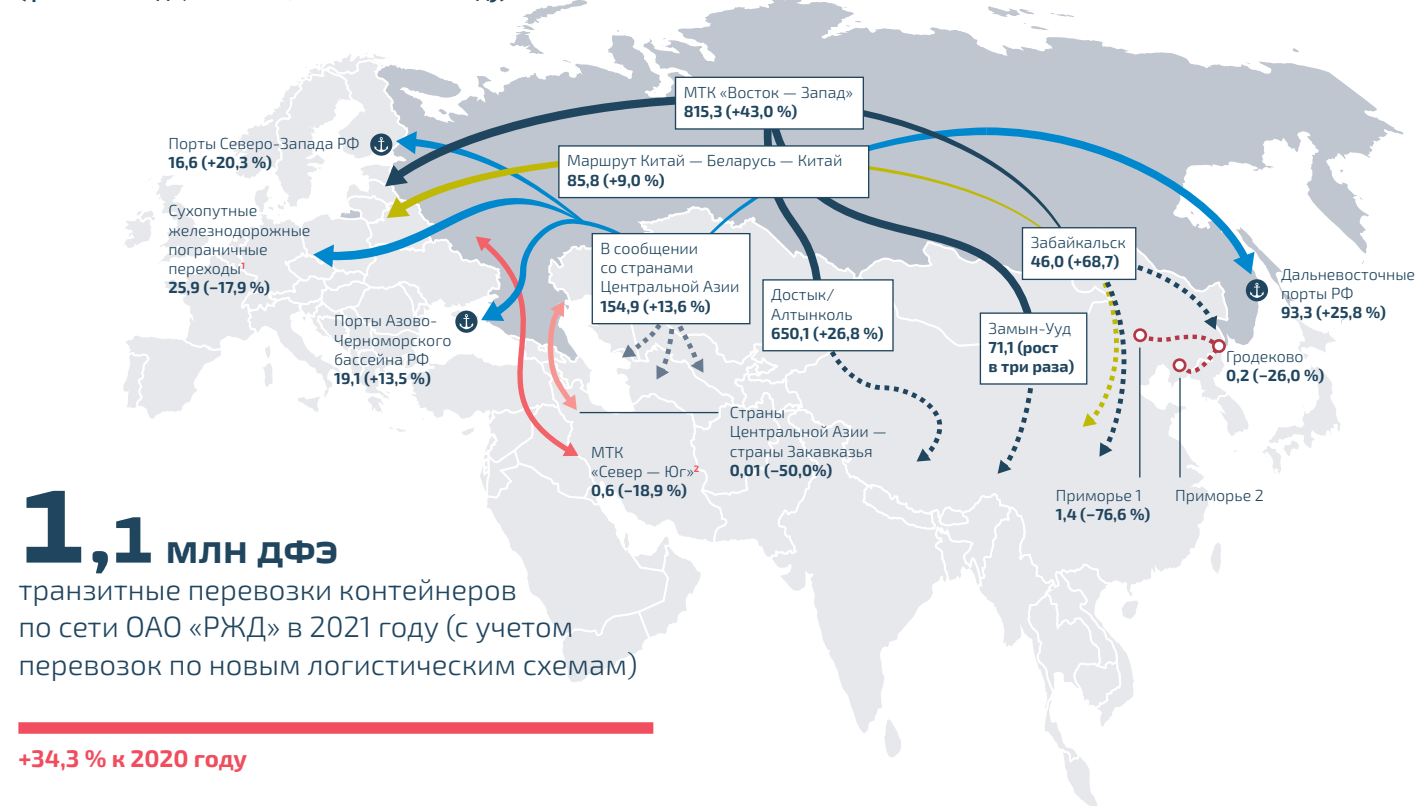 МТК «Восток — Запад»
815,3 (+43,0 %)
Маршрут Китай — Беларусь — Китай
85,8 (+9,0 %)
Порты Северо-Запада РФ
16,6 (+20,3 %)
Сухопутные
железнодорожные
пограничные
переходы¹
25,9 (−17,9 %)
Порты Азово-
Черноморского
бассейна РФ
19,1 (+13,5 %)
В сообщении
со странами
Центральной Азии
154,9 (+13,6 %)
Достык/
Алтынколь
650,1 (+26,8 %)
Замын-Ууд
71,1 (рост
в три раза)
Забайкальск
46,0 (+68,7)
Дальневосточные
порты РФ
93,3 (+25,8 %)
Гродеково
0,2 (−26,0 %)
Страны
Центральной Азии —
страны Закавказья
0,01 (−50,0%)
МТК
«Север — Юг»²
0,6 (−18,9 %)
Приморье 1
1,4 (−76,6 %)
Приморье 2
1,1 млн дфэ
транзитные перевозки контейнеров
по сети ОАО «РЖД» в 2021 году (с учетом
перевозок по новым логистическим схемам)
+34,3 % к 2020 году